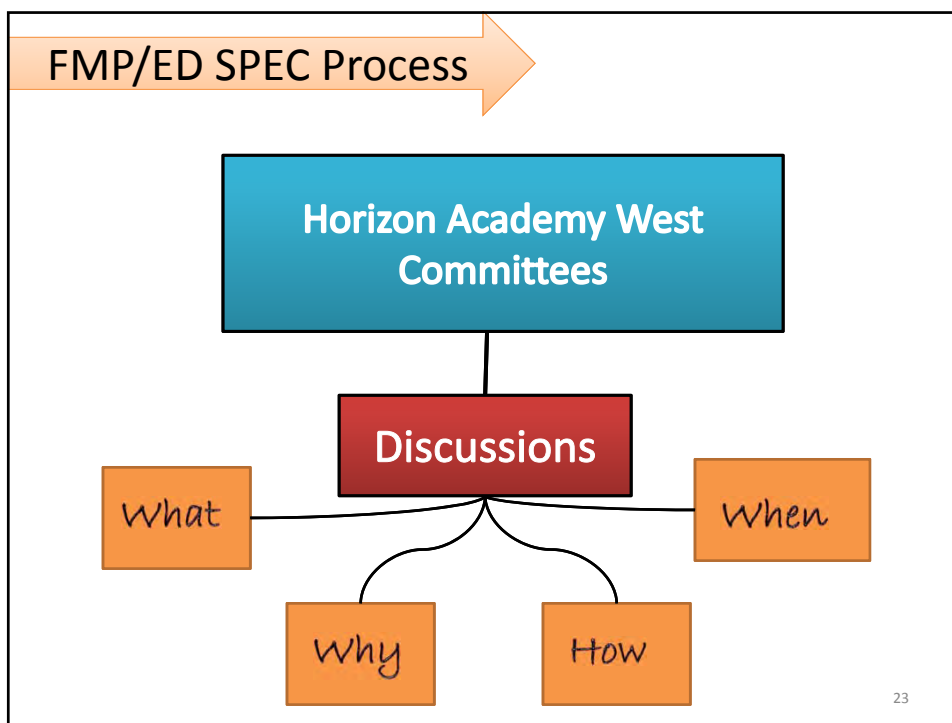 FMP/ED SPEC Process
Horizon Academy West
Committees
Discussions
What
When
Why
How
23